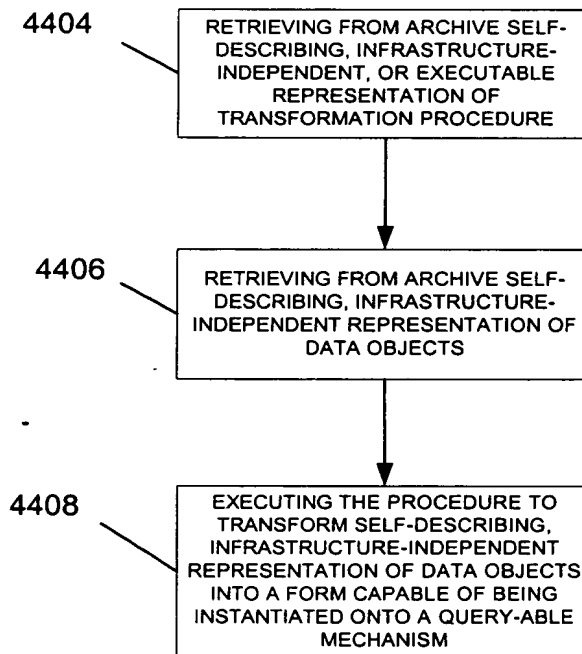 4404
RETRIEVING FROM ARCHIVE SELF-
DESCRIBING, INFRASTRUCTURE-
INDEPENDENT, OR EXECUTABLE
REPRESENTATION OF
TRANSFORMATION PROCEDURE
4406
RETRIEVING FROM ARCHIVE SELF-
DESCRIBING, INFRASTRUCTURE-
INDEPENDENT REPRESENTATION OF
DATA OBJECTS
4408
EXECUTING THE PROCEDURE TO
TRANSFORM SELF-DESCRIBING,
INFRASTRUCTURE-INDEPENDENT
REPRESENTATION OF DATA OBJECTS
INTO A FORM CAPABLE OF BEING
INSTANTIATED ONTO A QUERY-ABLE
MECHANISM